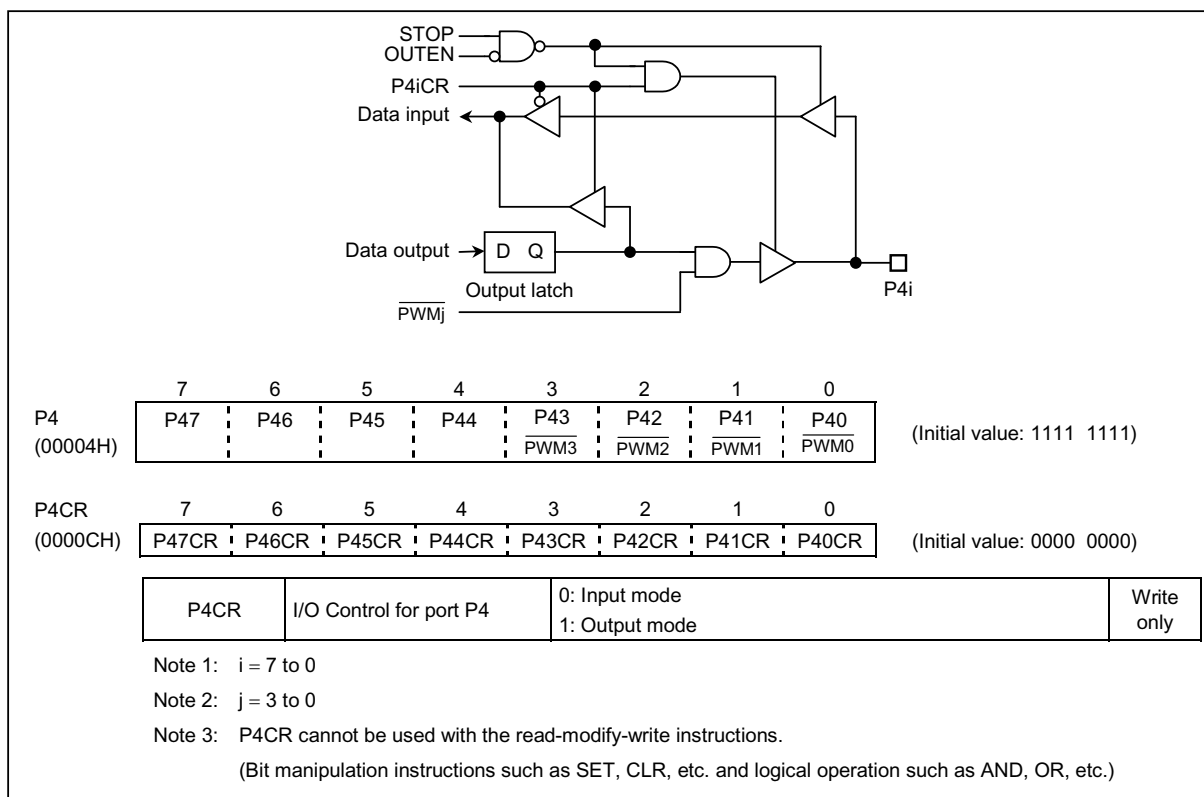 STOP
OUTEN
P4iCR
Data input
Data output
D Q
Output latch
P4i
PWMj
7 6 5 4 3 2 1 0
P4
(00004H)
P47 P46 P45 P44 P43 P42 P41 P40
PWM3 PWM2 PWM1 PWM0
(Initial value: 1111 1111)
P4CR
(0000CH)
7 6 5 4 3 2 1 0
P47CR P46CR P45CR P44CR P43CR P42CR P41CR P40CR
(Initial value: 0000 0000)
P4CR I/O Control for port P4
0: Input mode
1: Output mode
Write
only
Note 1: i = 7 to 0
Note 2: j = 3 to 0
Note 3: P4CR cannot be used with the read-modify-write instructions.
(Bit manipulation instructions such as SET, CLR, etc. and logical operation such as AND, OR, etc.)